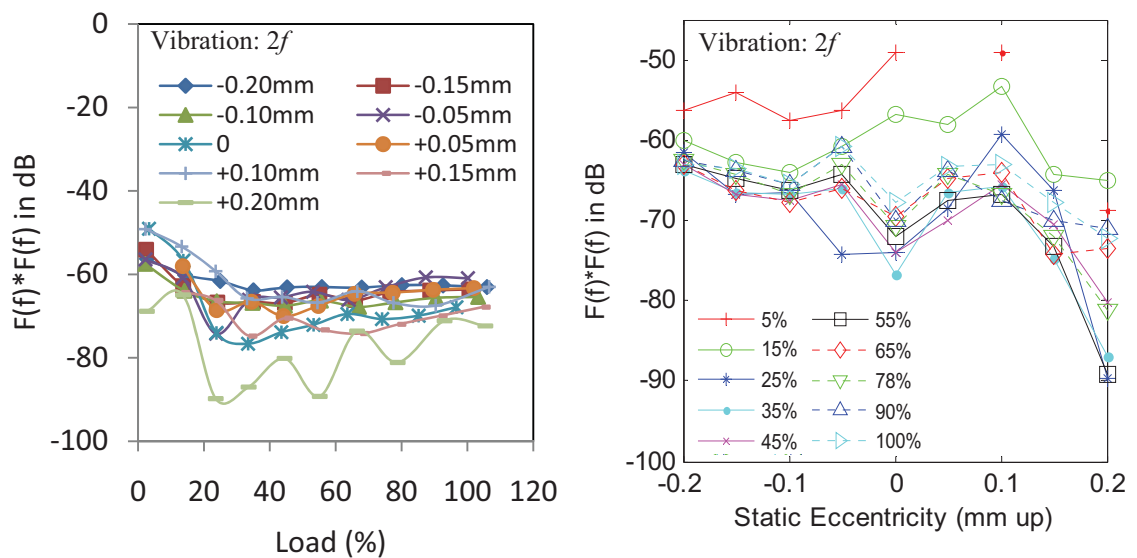 0
-20
-40
-60
-80
-100
0 20 40 60 80 100 120
F(f)*F(f) in dB
Load (%)
Vibration: 2f
-0.20mm -0.15mm
-0.10mm -0.05mm
0 +0.05mm
+0.10mm +0.15mm
+0.20mm
-50
-60
-70
-80
-90
-100
-0.2 -0.1 0 0.1 0.2
F(f)*F(f) in dB
Static Eccentricity (mm up)
Vibration: 2f
5% 55%
15% 65%
25% 78%
35% 90%
45% 100%